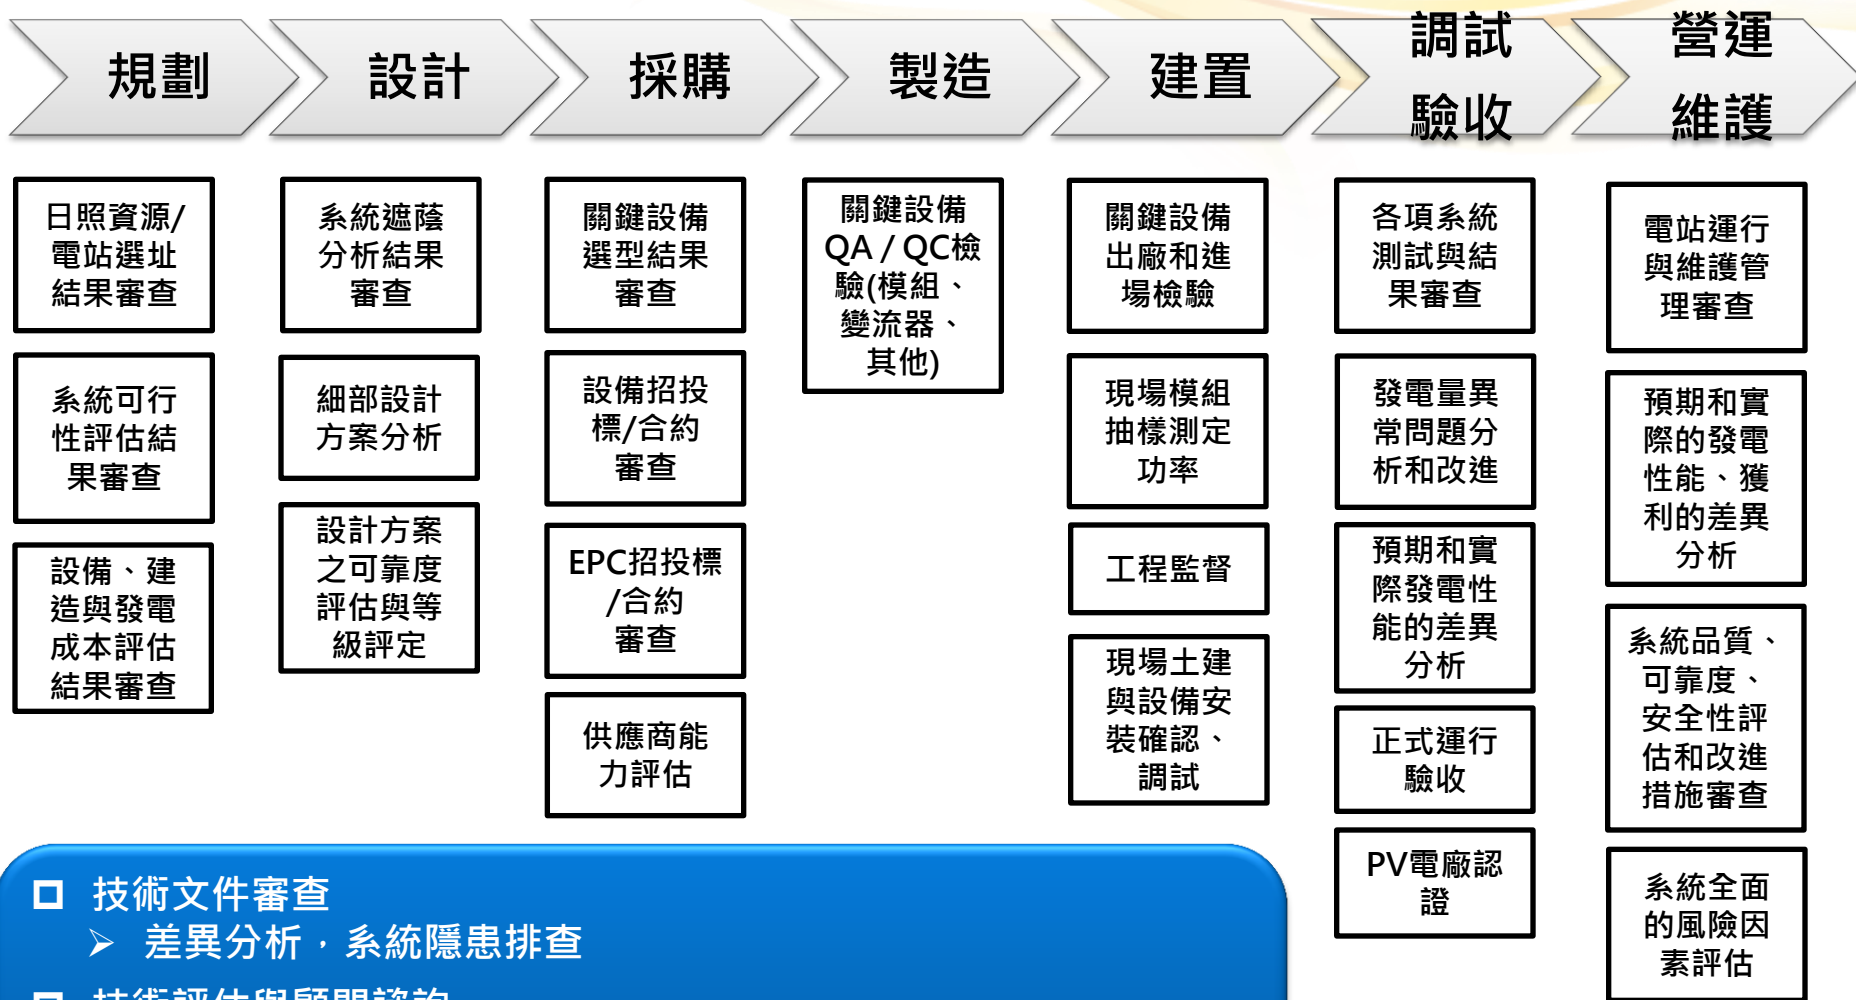 規劃
設計
採購
製造
建置
調試
驗收
營運
維護
日照資源/
電站選址
結果審查
系統可行
性評估結
果審查
設備、建
造與發電
成本評估
結果審查
系統遮蔭
分析結果
審查
細部設計
方案分析
設計方案
之可靠度
評估與等
級評定
關鍵設備
選型結果
審查
設備招投
標/合約
審查
EPC招投標
/合約
審查
供應商能
力評估
關鍵設備
QA / QC檢
驗(模組、
變流器、
其他)
關鍵設備
出廠和進
場檢驗
現場模組
抽樣測定
功率
工程監督
現場土建
與設備安
裝確認、
調試
各項系統
測試與結
果審查
發電量異
常問題分
析和改進
預期和實
際發電性
能的差異
分析
正式運行
驗收
PV電廠認
證
電站運行
與維護管
理審查
預期和實
際的發電
性能、獲
利的差異
分析
系統品質、
可靠度、
安全性評
估和改進
措施審查
系統全面
的風險因
素評估
技術文件審查
差異分析，系統隱患排查
技術評估與顧問諮詢